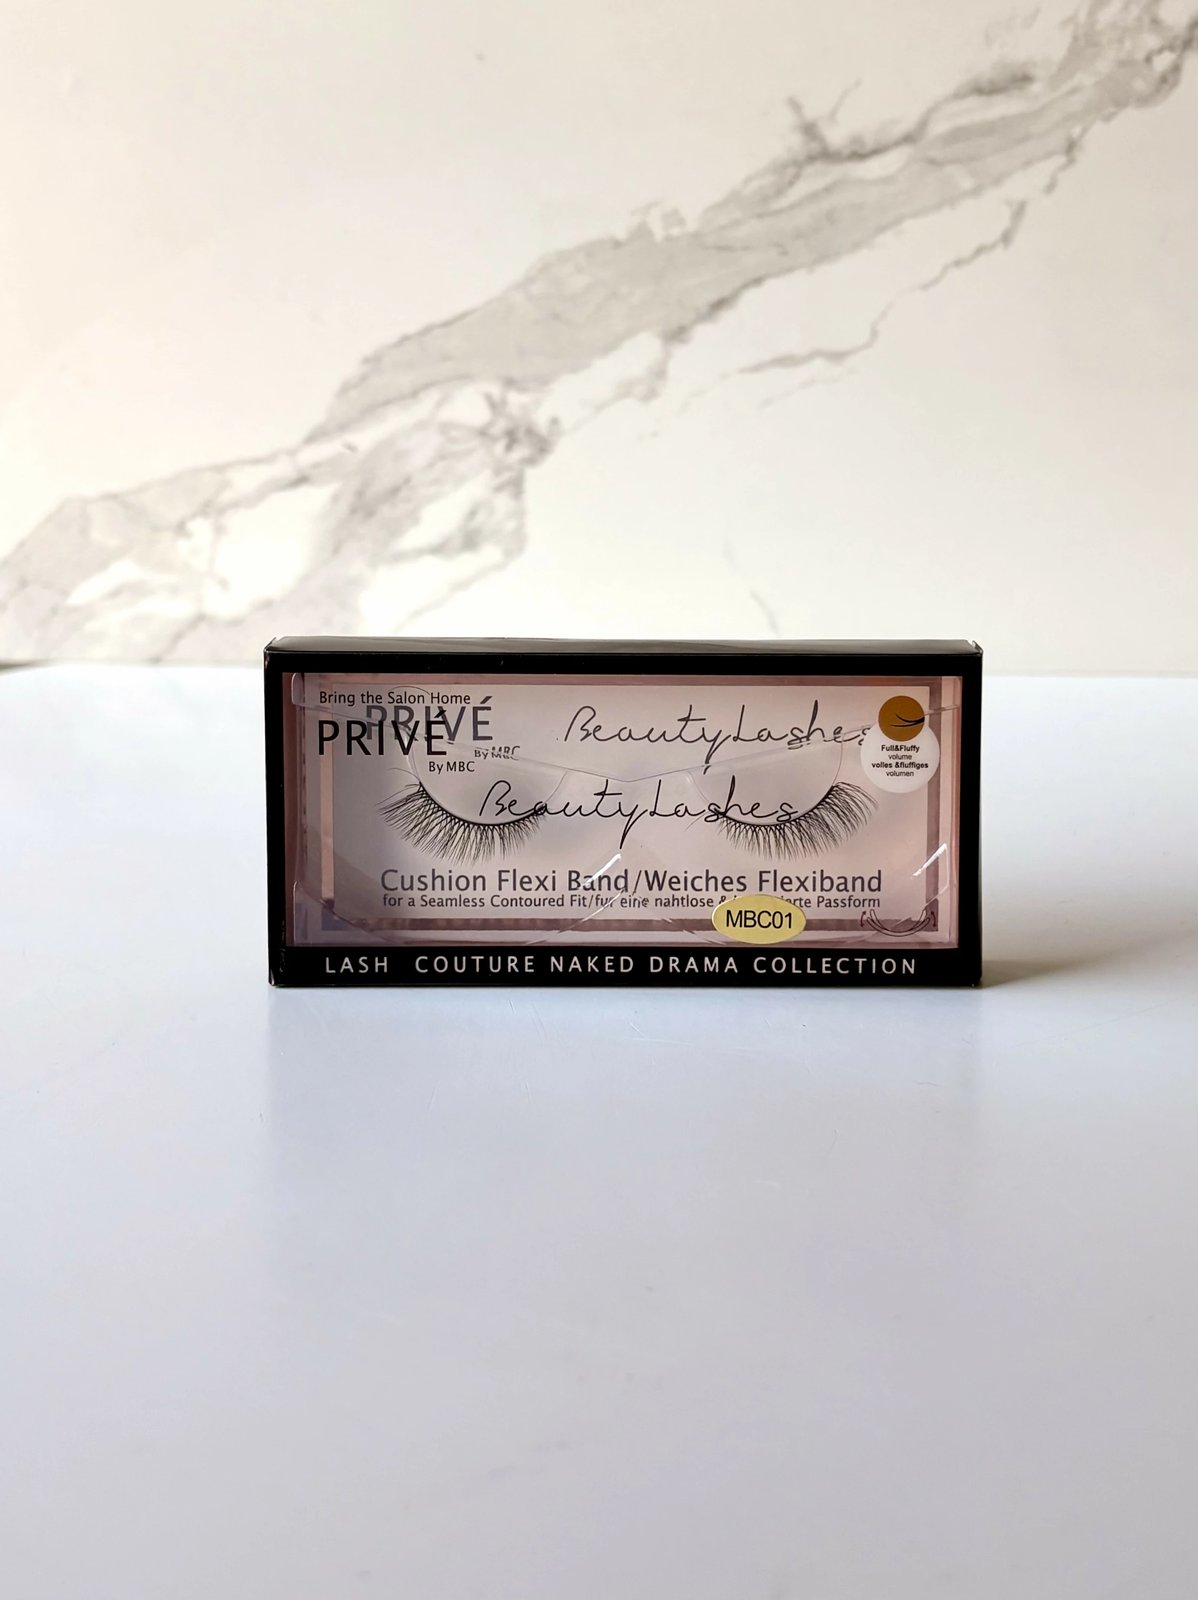 Bring the Salon Home
PRIVÉ
PRIVÉ
By MBC
By MBC
BeautyLashes
BeautyLashes
Full&Fluffy
volume
volles &fluffiges
volumen
Cushion Flexi Band/Weiches Flexiband
for a Seamless Contoured Fit/fur eine nahtlose & Passform
MBC01
LASH COUTURE NAKED DRAMA COLLECTION